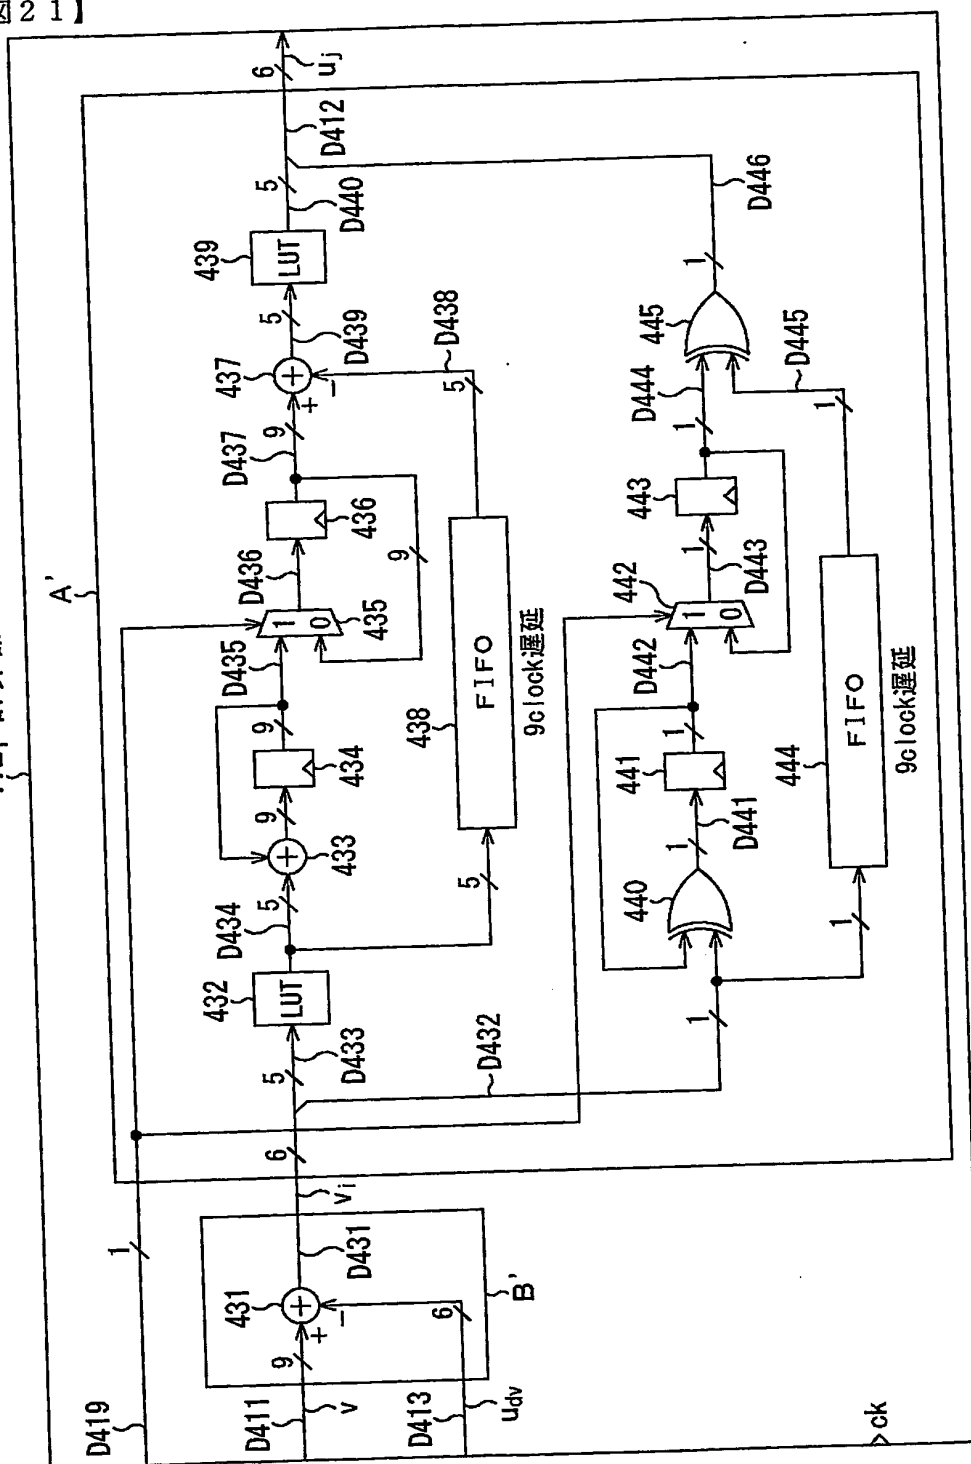 図21】
D419
1
D411
v
9
+
−
431
D413
u_dv
6
D431
B'
v_i
6
A'
D432
5
D433
432
LUT
D434
5
433
9
434
9
D435
1
0
435
D436
436
9
D437
9
437
+
−
438
FIFO
9clock遅延
5
5
D438
5
D439
439
LUT
5
D440
D412
6
u_j
1
440
1
D441
441
1
D442
442
1
0
1
D443
443
1
D444
444
FIFO
9clock遅延
1
1
D445
445
1
D446
ck